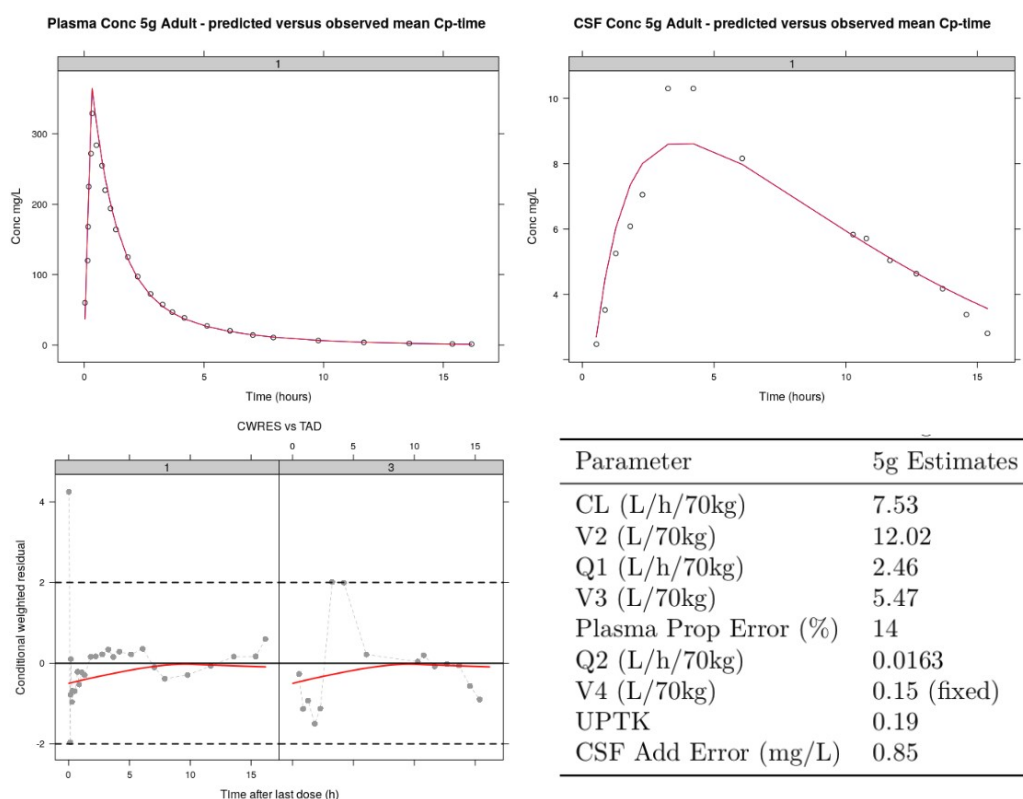 Plasma Conc 5g Adult - predicted versus observed mean Cp-time
1
Conc mg/L
300
200
100
0
0 5 10 15
Time (hours)
CSF Conc 5g Adult - predicted versus observed mean Cp-time
1
Conc mg/L
10
8
6
4
0 5 10 15
Time (hours)
CWRES vs TAD
0 5 10 15
1 3
Conditional weighted residual
4
2
0
-2
0 5 10 15
Time after last dose (h)
Parameter 5g Estimates
CL (L/h/70kg) 7.53
V2 (L/70kg) 12.02
Q1 (L/h/70kg) 2.46
V3 (L/70kg) 5.47
Plasma Prop Error (%) 14
Q2 (L/h/70kg) 0.0163
V4 (L/70kg) 0.15 (fixed)
UPTK 0.19
CSF Add Error (mg/L) 0.85